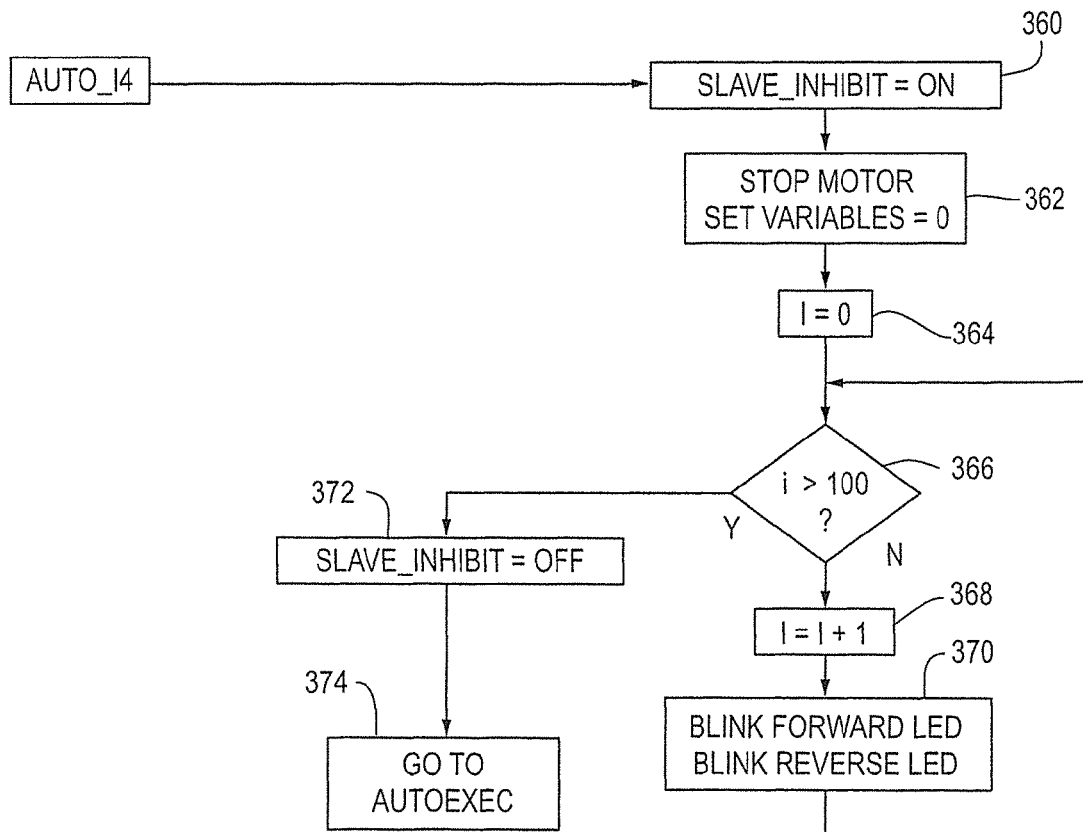 360
AUTO_I4
SLAVE_INHIBIT = ON
STOP MOTOR
SET VARIABLES = 0
362
I = 0
364
i > 100
?
366
Y
N
372
SLAVE_INHIBIT = OFF
368
I = I + 1
370
BLINK FORWARD LED
BLINK REVERSE LED
374
GO TO
AUTOEXEC